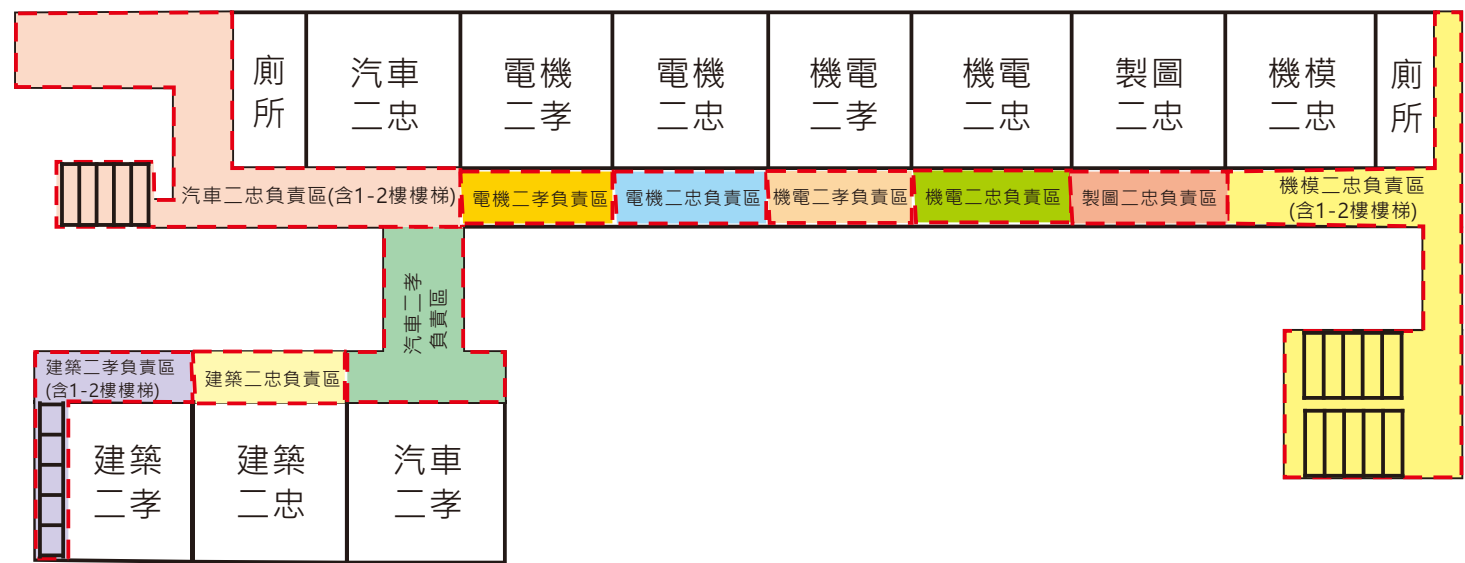 廁所
汽車
二忠
電機
二孝
電機
二忠
機電
二孝
機電
二忠
製圖
二忠
機模
二忠
廁所
汽車二忠負責區(含1-2樓樓梯)
電機二孝負責區
電機二忠負責區
機電二孝負責區
機電二忠負責區
製圖二忠負責區
機模二忠負責區
(含1-2樓樓梯)
汽車二孝
負責區
建築二孝負責區
(含1-2樓樓梯)
建築二忠負責區
建築
二孝
建築
二忠
汽車
二孝